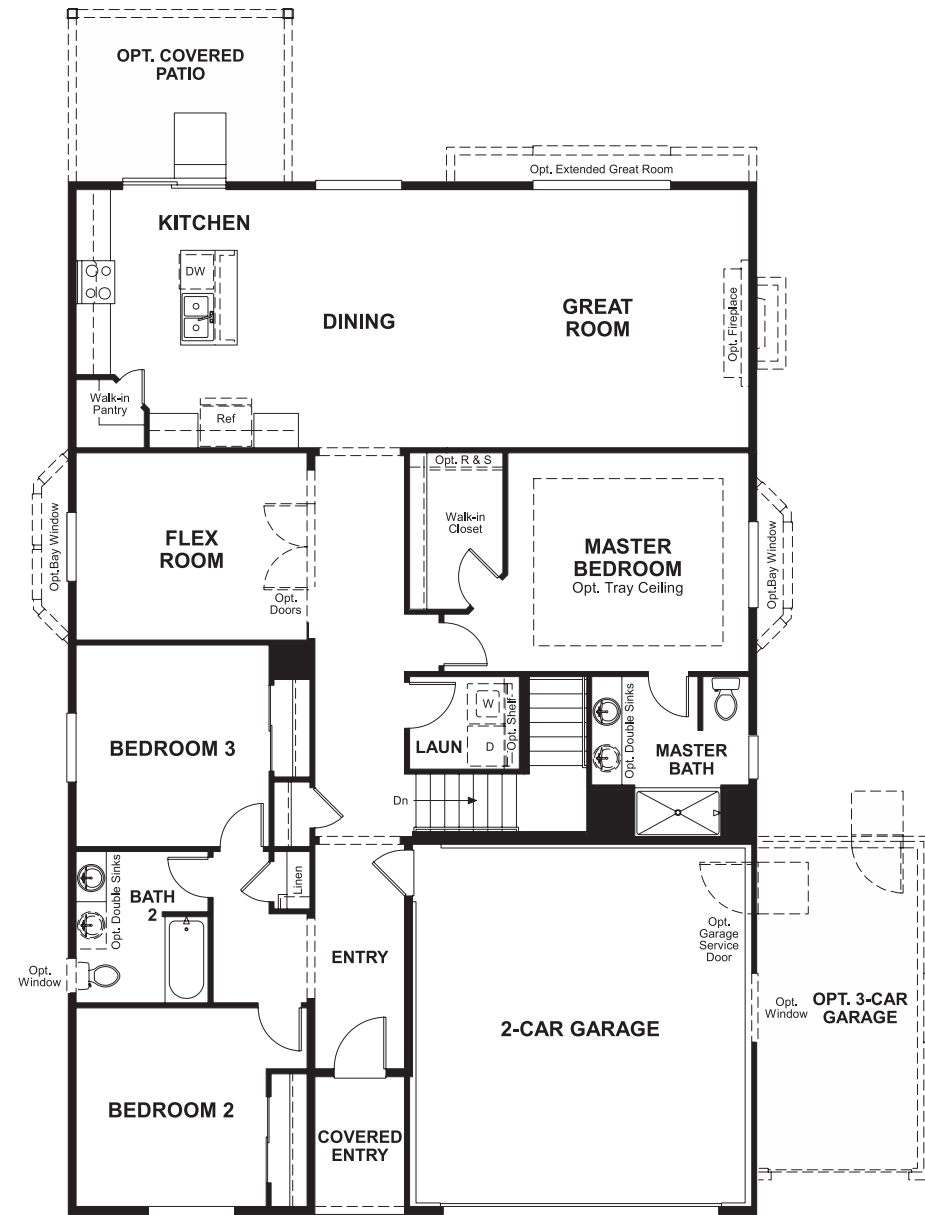 OPT. COVERED
PATIO
Opt. Extended Great Room
KITCHEN
DW
DINING
GREAT
ROOM
Opt. Fireplace
Walk-in
Pantry
Ref
Opt. R & S
Walk-in
Closet
Opt.Bay Window
FLEX
ROOM
Opt.
Doors
MASTER
BEDROOM
Opt. Tray Ceiling
Opt.Bay Window
BEDROOM 3
LAUN
W
D
Opt. Shelf
Opt. Double Sinks
MASTER
BATH
Dn
Opt. Double Sinks
BATH
2
Linen
Opt.
Window
ENTRY
Opt.
Garage
Service
Door
2-CAR GARAGE
Opt.
Window
OPT. 3-CAR
GARAGE
BEDROOM 2
COVERED
ENTRY